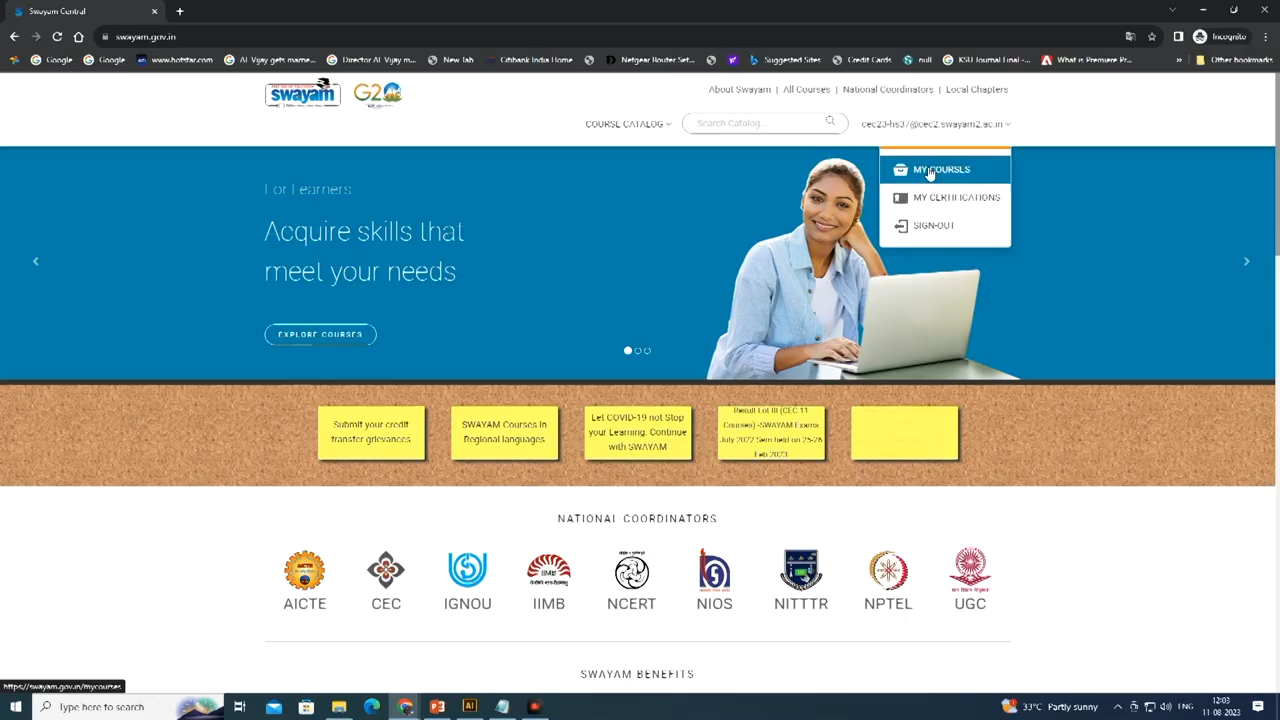 Swayam Central
swayam.gov.in
Incognito
Google
Google
www.hotstar.com
Al Vijay gets marrie...
Citibank India Home
Director Al Vijay m...
New Tab
Netgear Router Set...
Suggested Sites
Credit Cards
null
KSU Journal Final -...
What is Premiere Pr...
»
Other bookmarks
swayam
G20
About Swayam | All Courses | National Coordinators | Local Chapters
COURSE CATALOG
Search Catalog...
cec23-hs37@cec2.swayam2.ac.in
MY COURSES
MY CERTIFICATIONS
SIGN-OUT
For Learners
Acquire skills that
meet your needs
EXPLORE COURSES
Submit your credit
transfer grievances
SWAYAM Courses in
Regional languages
Let COVID-19 not Stop
your Learning. Continue
with SWAYAM
Result Lot III (CEC 11
Courses) -SWAYAM Exams
July 2022 Sem held on 25-26
Feb 2023
NATIONAL COORDINATORS
AICTE
CEC
IGNOU
IIMB
NCERT
NIOS
NITTTR
NPTEL
UGC
SWAYAM BENEFITS
https://swayam.gov.in/mycourses
Type here to search
33°C Partly sunny
ENG
12:03
11-08-2023